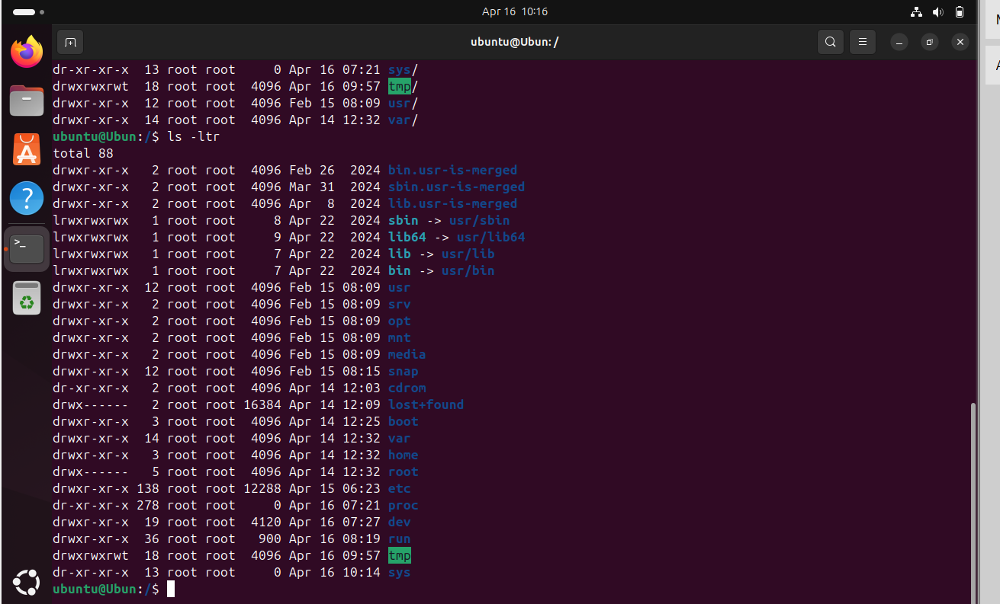 Apr 16 10:16
ubuntu@Ubun: /
dr-xr-xr-x  13 root root     0 Apr 16 07:21 sys/
drwxrwxrwt  18 root root  4096 Apr 16 09:57 tmp/
drwxr-xr-x  12 root root  4096 Feb 15 08:09 usr/
drwxr-xr-x  14 root root  4096 Apr 14 12:32 var/
ubuntu@Ubun:/$ ls -ltr
total 88
drwxr-xr-x   2 root root  4096 Feb 26  2024 bin.usr-is-merged
drwxr-xr-x   2 root root  4096 Mar 31  2024 sbin.usr-is-merged
drwxr-xr-x   2 root root  4096 Apr  8  2024 lib.usr-is-merged
lrwxrwxrwx   1 root root     8 Apr 22  2024 sbin -> usr/sbin
lrwxrwxrwx   1 root root     9 Apr 22  2024 lib64 -> usr/lib64
lrwxrwxrwx   1 root root     7 Apr 22  2024 lib -> usr/lib
lrwxrwxrwx   1 root root     7 Apr 22  2024 bin -> usr/bin
drwxr-xr-x  12 root root  4096 Feb 15 08:09 usr
drwxr-xr-x   2 root root  4096 Feb 15 08:09 srv
drwxr-xr-x   2 root root  4096 Feb 15 08:09 opt
drwxr-xr-x   2 root root  4096 Feb 15 08:09 mnt
drwxr-xr-x   2 root root  4096 Feb 15 08:09 media
drwxr-xr-x  12 root root  4096 Feb 15 08:15 snap
dr-xr-xr-x   2 root root  4096 Apr 14 12:03 cdrom
drwx------   2 root root 16384 Apr 14 12:09 lost+found
drwxr-xr-x   3 root root  4096 Apr 14 12:25 boot
drwxr-xr-x  14 root root  4096 Apr 14 12:32 var
drwxr-xr-x   3 root root  4096 Apr 14 12:32 home
drwx------   5 root root  4096 Apr 14 12:32 root
drwxr-xr-x 138 root root 12288 Apr 15 06:23 etc
dr-xr-xr-x 278 root root     0 Apr 16 07:21 proc
drwxr-xr-x  19 root root  4120 Apr 16 07:27 dev
drwxr-xr-x  36 root root   900 Apr 16 08:19 run
drwxrwxrwt  18 root root  4096 Apr 16 09:57 tmp
dr-xr-xr-x  13 root root     0 Apr 16 10:14 sys
ubuntu@Ubun:/$